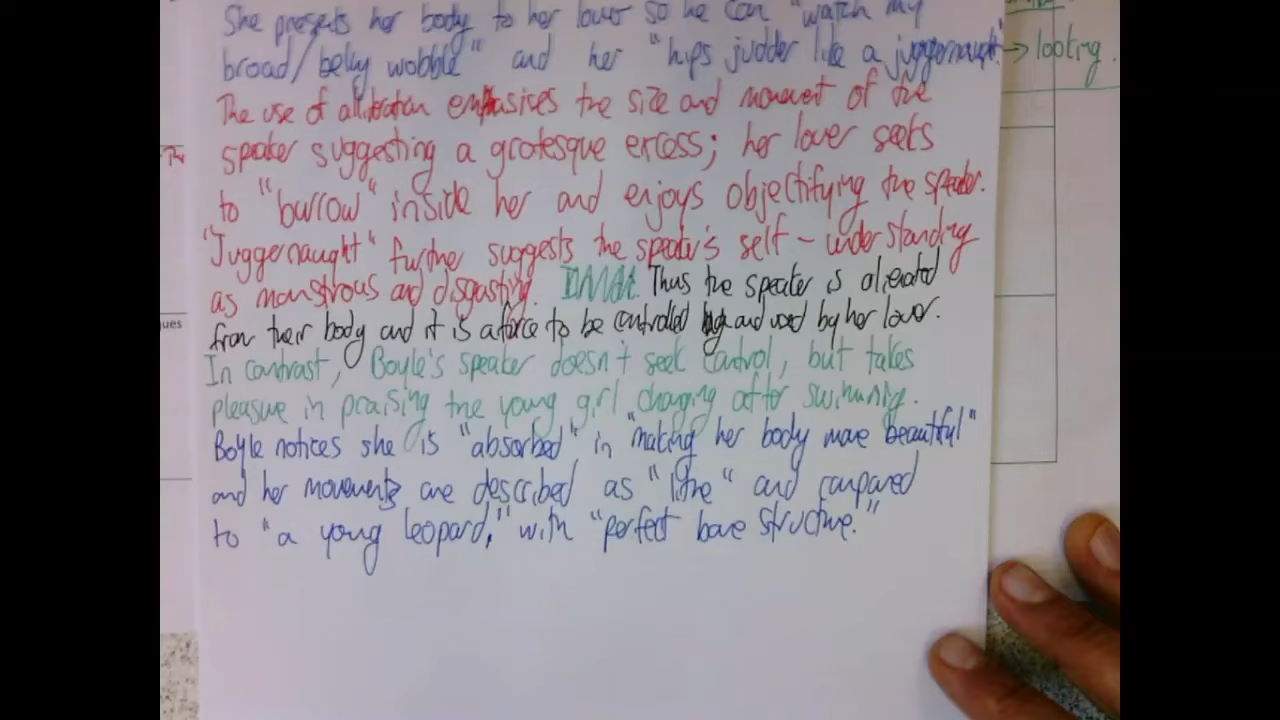 She presents her body to her lover so he can "watch my
broad/belly wobble" and her "hips judder like a juggernaught." → looting.
The use of alliteration emphasises the size and movement of the
speaker suggesting a grotesque excess; her lover seeks
to "burrow" inside her and enjoys objectifying the speaker.
"Juggernaught" further suggests the speaker's self-understanding
as monstrous and disgusting. Thus the speaker is alienated
from their body and it is a force to be controlled and used by her lover.
In contrast, Boyle's speaker doesn't seek control, but takes
pleasure in praising the young girl changing after swimming.
Boyle notices she is "absorbed" in "making her body more beautiful"
and her movements are described as "lithe" and compared
to "a young leopard," with "perfect bone structure."
ques